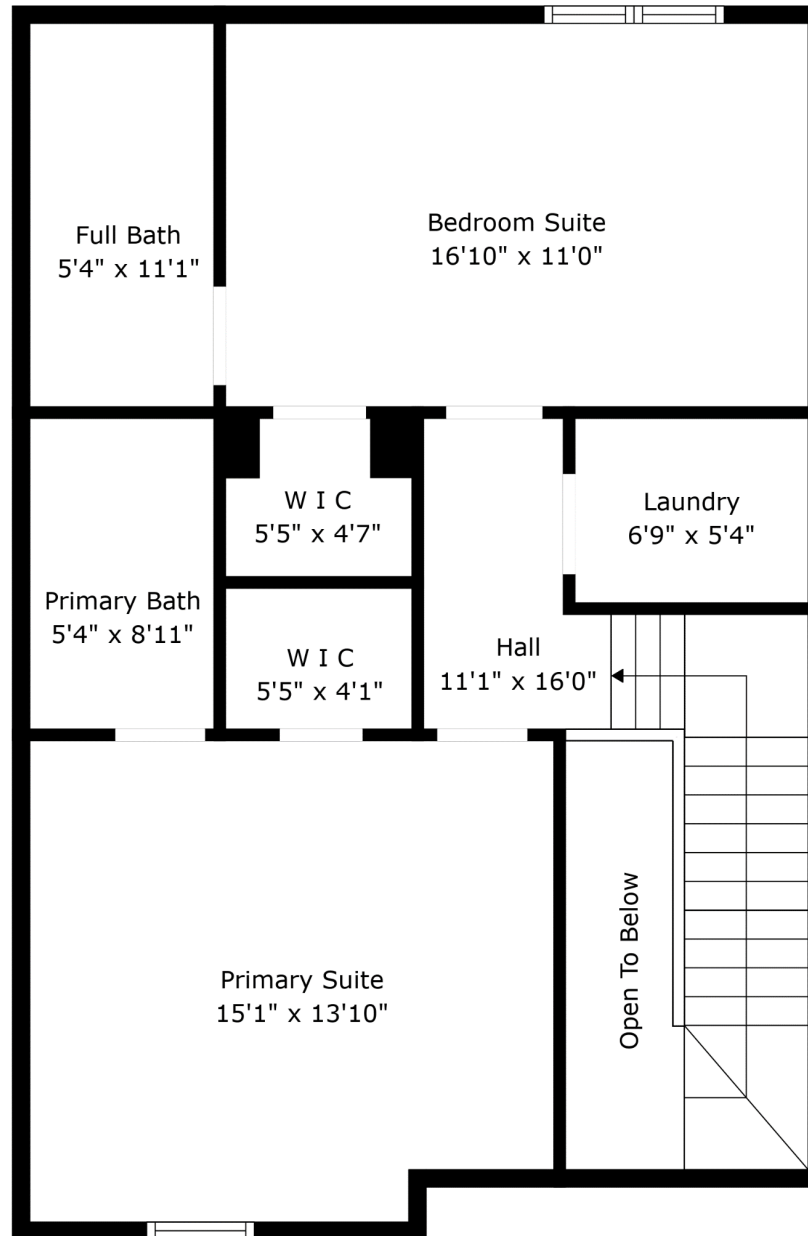 Full Bath
5'4" x 11'1"
Bedroom Suite
16'10" x 11'0"
W I C
5'5" x 4'7"
Laundry
6'9" x 5'4"
Primary Bath
5'4" x 8'11"
W I C
5'5" x 4'1"
Hall
11'1" x 16'0"
Primary Suite
15'1" x 13'10"
Open To Below